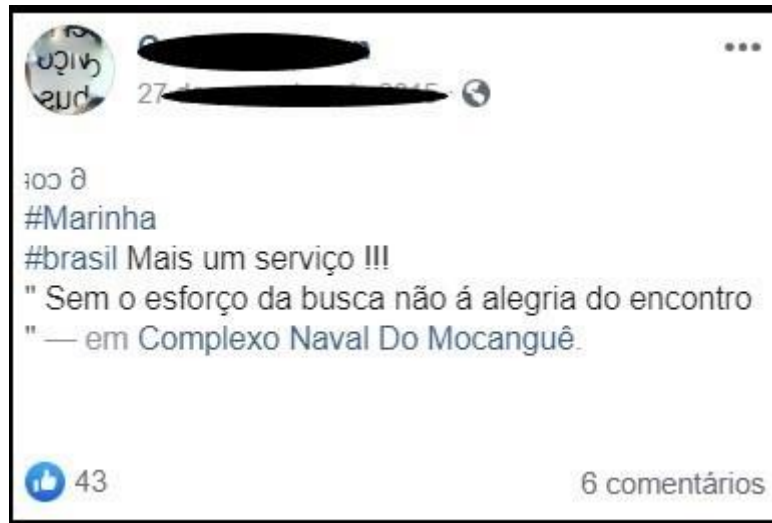 27
#Marinha
#brasil Mais um serviço !!!
" Sem o esforço da busca não á alegria do encontro
" — em Complexo Naval Do Mocanguê.
43
6 comentários